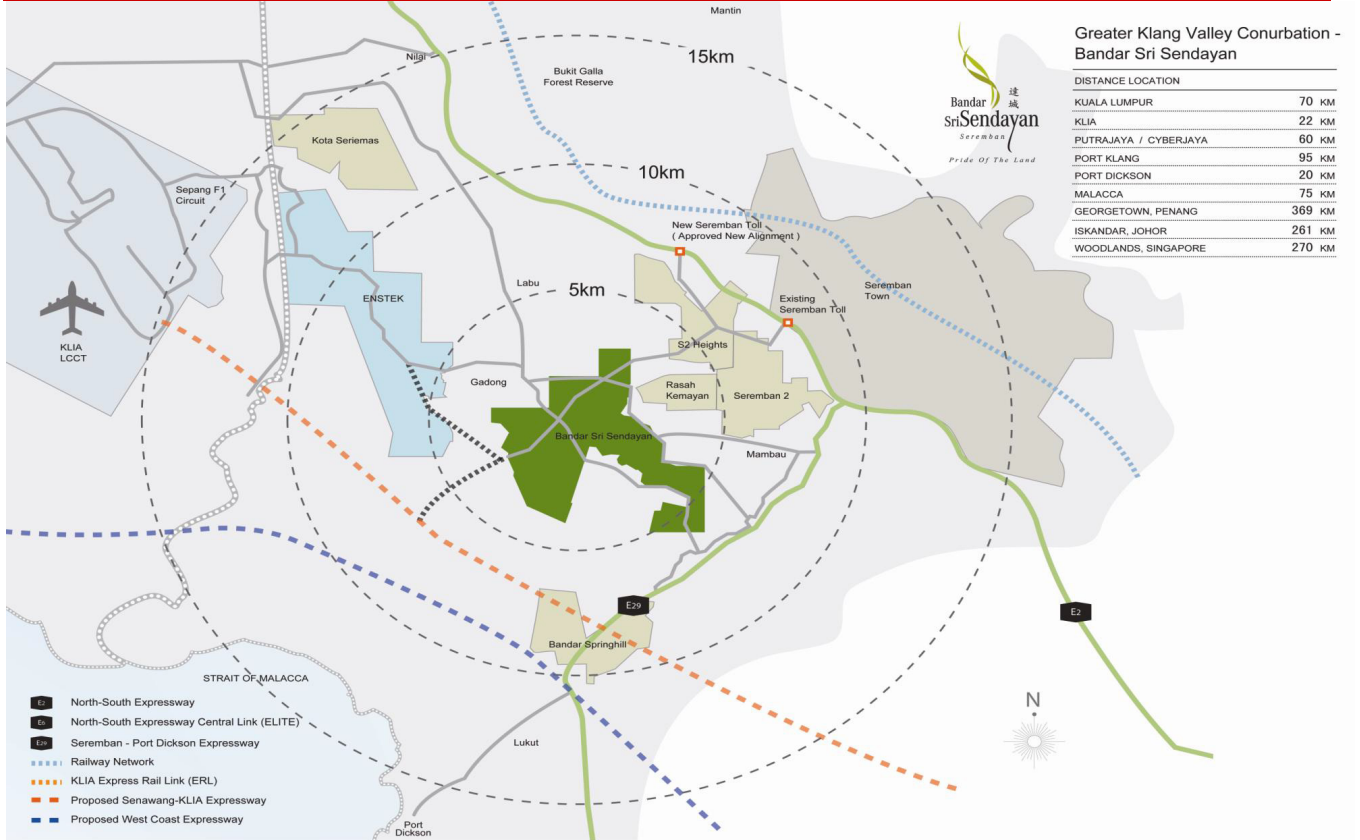 Mantin
Nilai
15km
Bukit Galla
Forest Reserve
Kota Seriemas
10km
Sepang F1
Circuit
New Seremban Toll
( Approved New Alignment )
Labu
5km
ENSTEK
Existing
Seremban Toll
Seremban
Town
KLIA
LCCT
S2 Heights
Gadong
Rasah
Kemayan
Seremban 2
Bandar Sri Sendayan
Mambau
E29
E2
Bandar Springhill
STRAIT OF MALACCA
Lukut
Port
Dickson
N
Bandar
達城
SriSendayan
Seremban
Pride Of The Land
Greater Klang Valley Conurbation -
Bandar Sri Sendayan
DISTANCE LOCATION
KUALA LUMPUR 70 KM
KLIA 22 KM
PUTRAJAYA / CYBERJAYA 60 KM
PORT KLANG 95 KM
PORT DICKSON 20 KM
MALACCA 75 KM
GEORGETOWN, PENANG 369 KM
ISKANDAR, JOHOR 261 KM
WOODLANDS, SINGAPORE 270 KM
E2 North-South Expressway
E6 North-South Expressway Central Link (ELITE)
E29 Seremban - Port Dickson Expressway
Railway Network
KLIA Express Rail Link (ERL)
Proposed Senawang-KLIA Expressway
Proposed West Coast Expressway